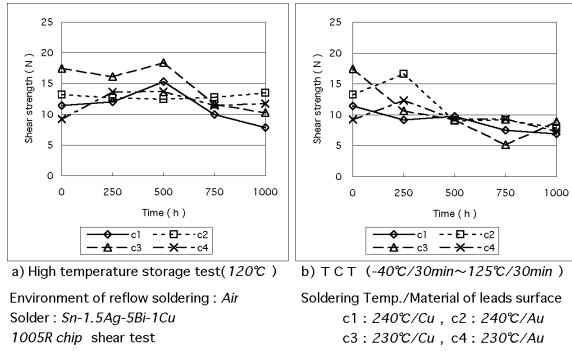 25
20
15
10
5
0
Shear strength ( N )
0 250 500 750 1000
Time ( h )
c1 c2
c3 c4
25
20
15
10
5
0
Shear strength ( N )
0 250 500 750 1000
Time ( h )
c1 c2
c3 c4
a) High temperature storage test(120℃ )
b) T C T (-40℃/30min～125℃/30min )
Environment of reflow soldering : Air
Solder : Sn-1.5Ag-5Bi-1Cu
1005R chip shear test
Soldering Temp./Material of leads surface
c1 : 240℃/Cu , c2 : 240℃/Au
c3 : 230℃/Cu , c4 : 230℃/Au